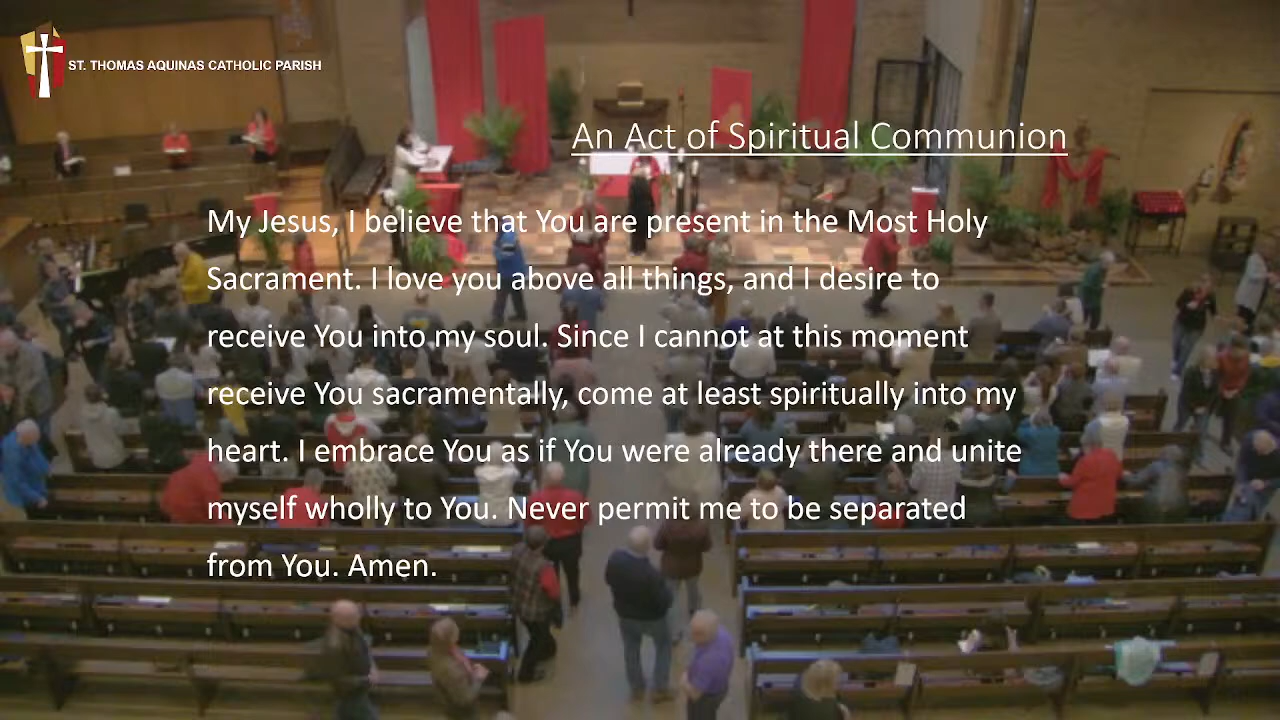 ST. THOMAS AQUINAS CATHOLIC PARISH
An Act of Spiritual Communion
My Jesus, I believe that You are present in the Most Holy
Sacrament. I love you above all things, and I desire to
receive You into my soul. Since I cannot at this moment
receive You sacramentally, come at least spiritually into my
heart. I embrace You as if You were already there and unite
myself wholly to You. Never permit me to be separated
from You. Amen.